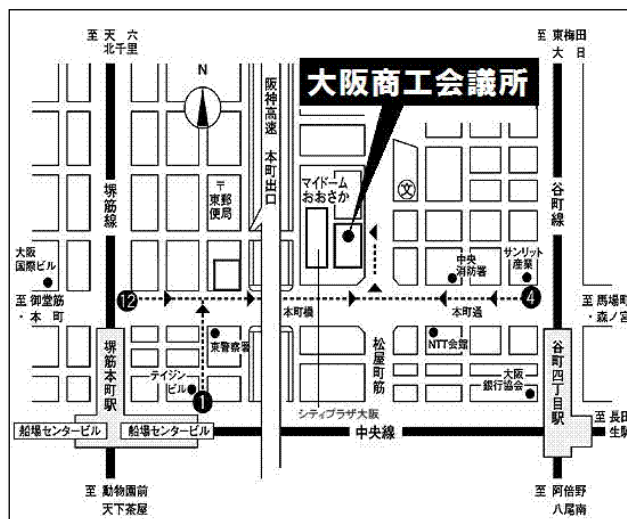 至 天 六
北千里
至 東梅田
大 日
N
阪神高速 本町出口
大阪商工会議所
マイドーム
おおさか
文
〒
東郵
便局
堺筋線
谷町線
大阪
国際ビル
中央
消防署
サンリット
産業
至 御堂筋
・本 町
12
本町橋
本町通
4
至 馬場町
・森ノ宮
東警察署
NTT会館
松屋町筋
堺筋本町駅
テイジン
ビル
1
大阪
銀行協会
谷町四丁目駅
シティプラザ大阪
船場センタービル
船場センタービル
中央線
至 長田
生駒
至 動物園前
天下茶屋
至 阿倍野
八尾南